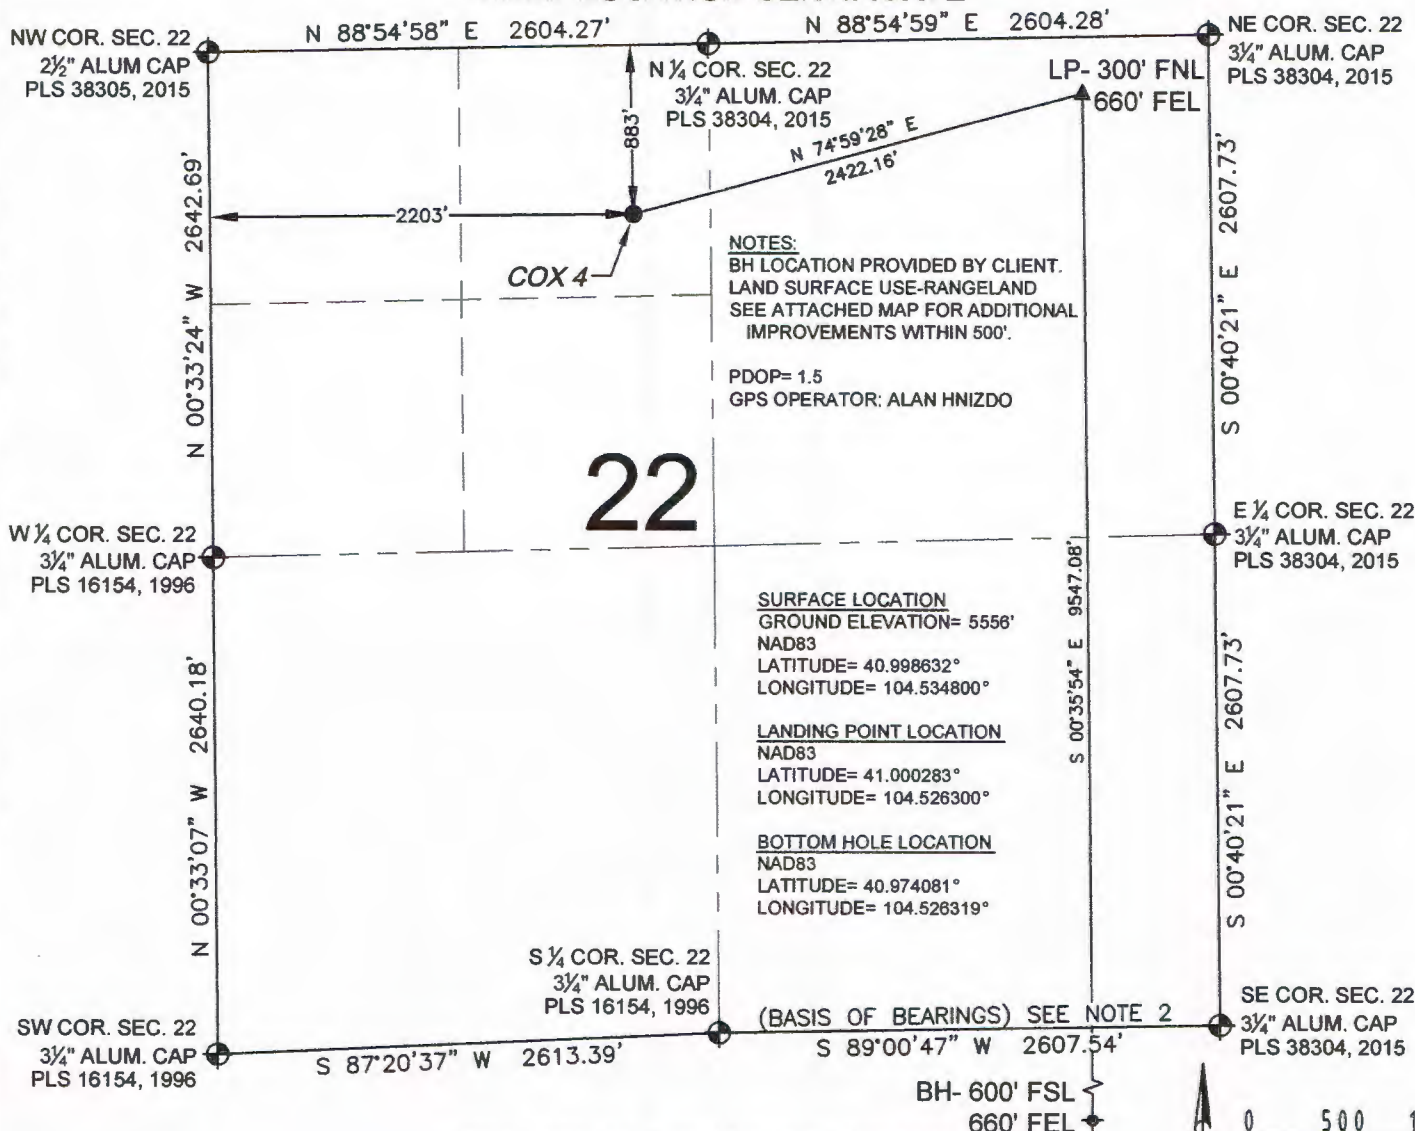 N 88°54'58" E 2604.27'
N 88°54'59" E 2604.28'
NW COR. SEC. 22
2½" ALUM CAP
PLS 38305, 2015
N ¼ COR. SEC. 22
3¼" ALUM. CAP
PLS 38304, 2015
NE COR. SEC. 22
3¼" ALUM. CAP
PLS 38304, 2015
LP- 300' FNL
660' FEL
883'
N 74°59'28" E
2422.16'
2203'
COX 4
N 00°33'24" W 2642.69'
S 00°40'21" E 2607.73'
NOTES:
BH LOCATION PROVIDED BY CLIENT.
LAND SURFACE USE-RANGELAND
SEE ATTACHED MAP FOR ADDITIONAL
IMPROVEMENTS WITHIN 500'.
PDOP= 1.5
GPS OPERATOR: ALAN HNIZDO
22
W ¼ COR. SEC. 22
3¼" ALUM. CAP
PLS 16154, 1996
E ¼ COR. SEC. 22
3¼" ALUM. CAP
PLS 38304, 2015
SURFACE LOCATION
GROUND ELEVATION= 5556'
NAD83
LATITUDE= 40.998632°
LONGITUDE= 104.534800°
LANDING POINT LOCATION
NAD83
LATITUDE= 41.000283°
LONGITUDE= 104.526300°
BOTTOM HOLE LOCATION
NAD83
LATITUDE= 40.974081°
LONGITUDE= 104.526319°
S 00°35'54" E 9547.08'
N 00°33'07" W 2640.18'
S 00°40'21" E 2607.73'
S ¼ COR. SEC. 22
3¼" ALUM. CAP
PLS 16154, 1996
SW COR. SEC. 22
3¼" ALUM. CAP
PLS 16154, 1996
(BASIS OF BEARINGS) SEE NOTE 2
SE COR. SEC. 22
3¼" ALUM. CAP
PLS 38304, 2015
S 87°20'37" W 2613.39'
S 89°00'47" W 2607.54'
BH- 600' FSL
660' FEL
0 500 1